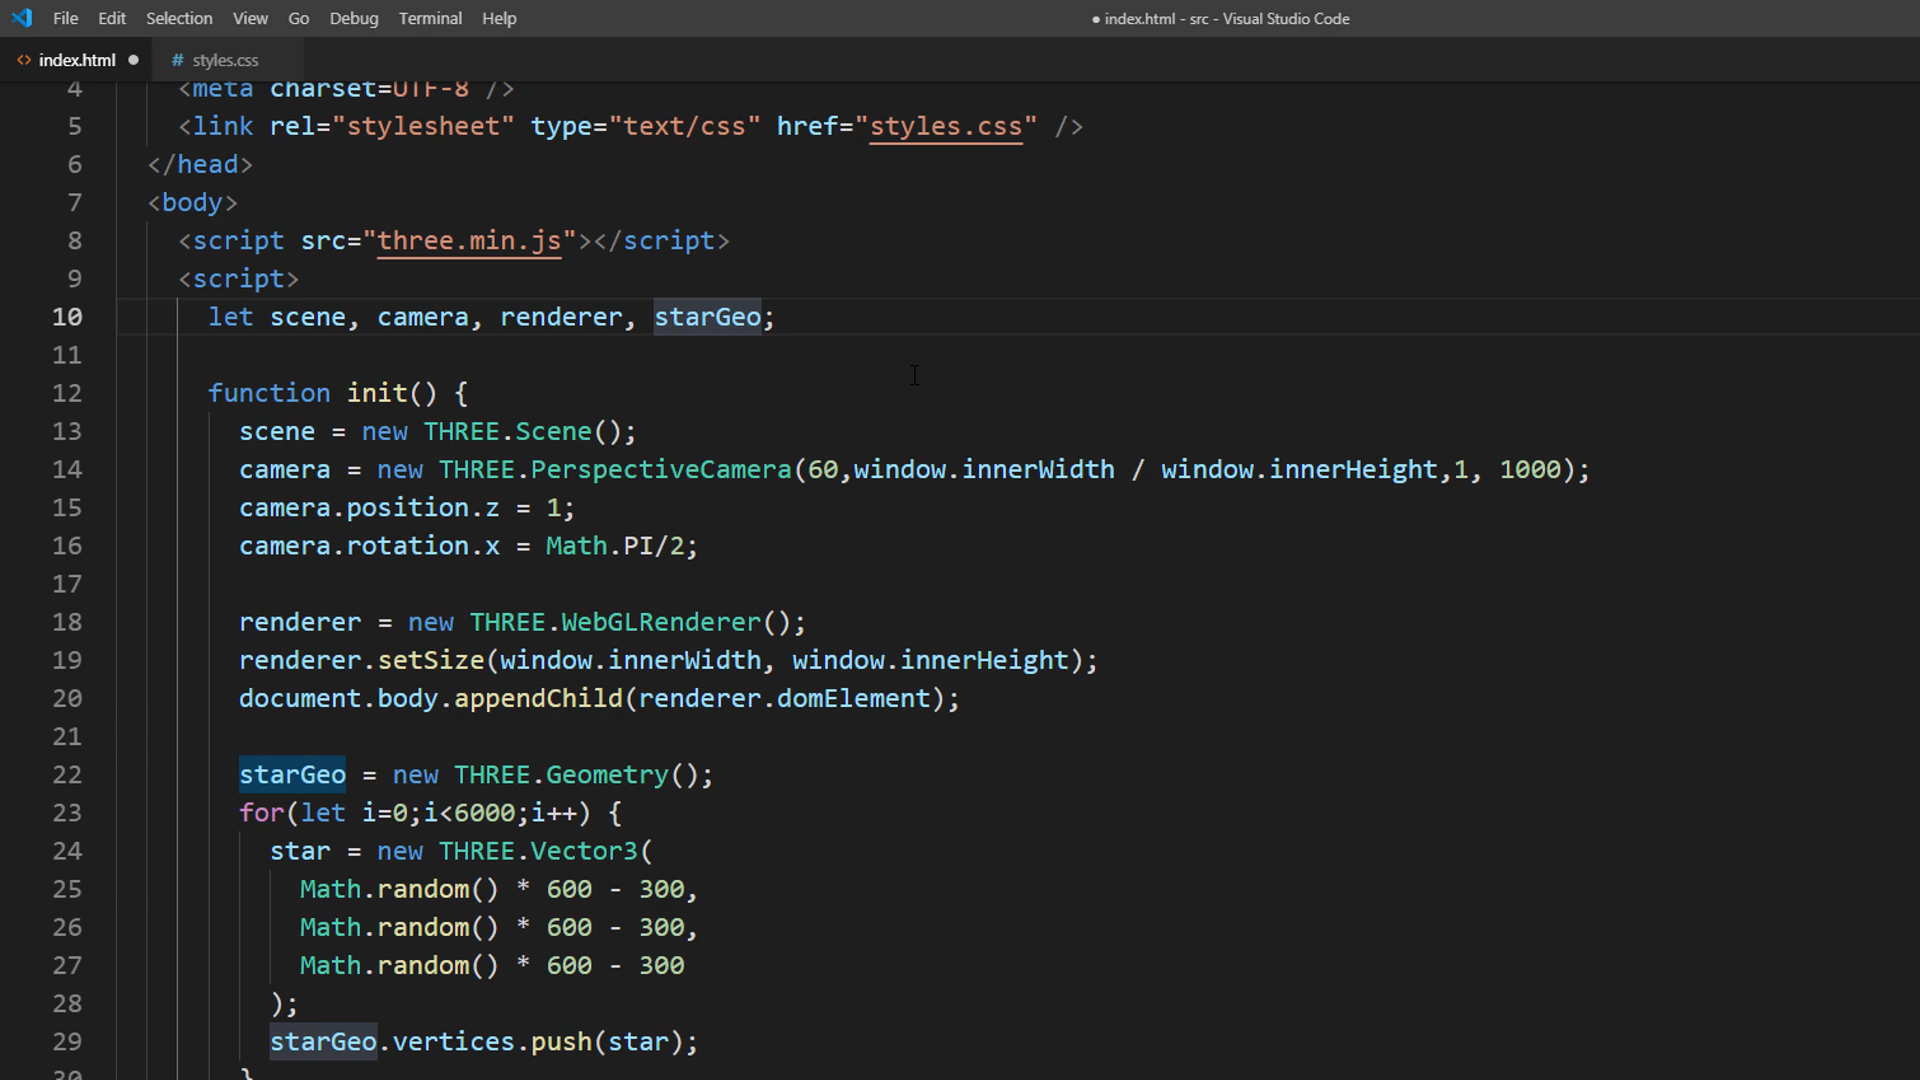 File Edit Selection View Go Debug Terminal Help ● index.html - src - Visual Studio Code
<> index.html ● # styles.css
4 <meta charset=UTF-8 />
5 <link rel="stylesheet" type="text/css" href="styles.css" />
6 </head>
7 <body>
8 <script src="three.min.js"></script>
9 <script>
10 let scene, camera, renderer, starGeo;
11
12 function init() {
13 scene = new THREE.Scene();
14 camera = new THREE.PerspectiveCamera(60,window.innerWidth / window.innerHeight,1, 1000);
15 camera.position.z = 1;
16 camera.rotation.x = Math.PI/2;
17
18 renderer = new THREE.WebGLRenderer();
19 renderer.setSize(window.innerWidth, window.innerHeight);
20 document.body.appendChild(renderer.domElement);
21
22 starGeo = new THREE.Geometry();
23 for(let i=0;i<6000;i++) {
24 star = new THREE.Vector3(
25 Math.random() * 600 - 300,
26 Math.random() * 600 - 300,
27 Math.random() * 600 - 300
28 );
29 starGeo.vertices.push(star);
30 }